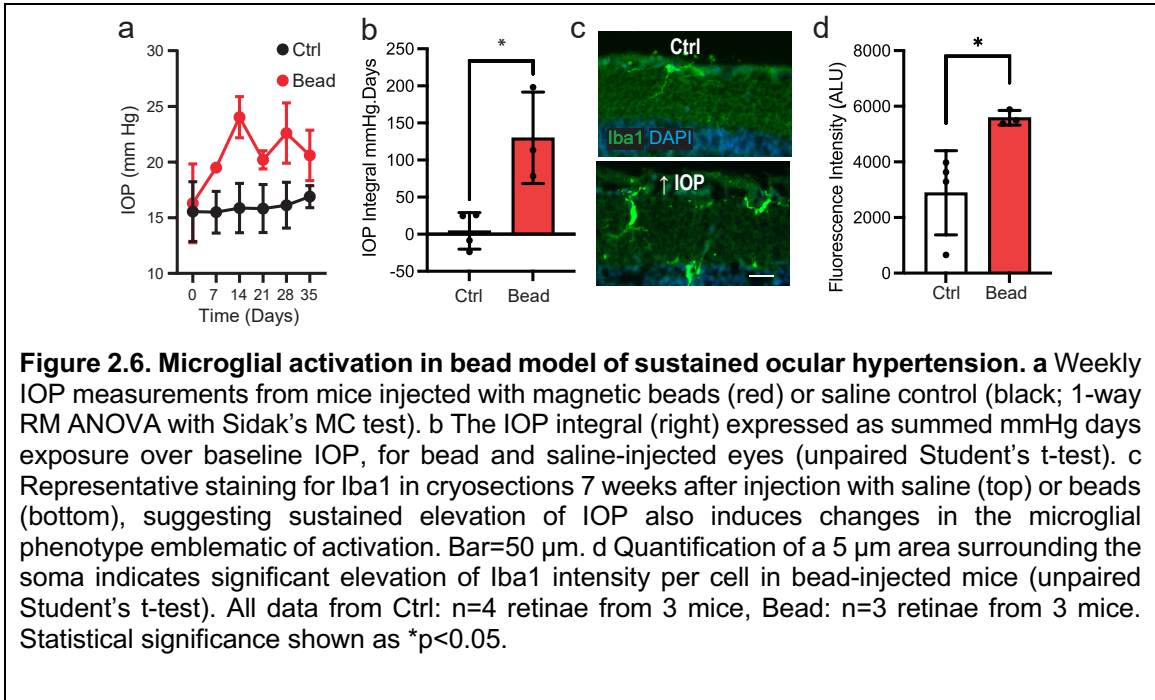 a
30
25
20
15
10
IOP (mm Hg)
Ctrl
Bead
0 7 14 21 28 35
Time (Days)
b
250
200
150
100
50
0
-50
IOP Integral mmHg.Days
*
Ctrl Bead
c
Ctrl
Iba1 DAPI
↑ IOP
d
8000
6000
4000
2000
0
Fluorescence Intensity (ALU)
*
Ctrl Bead
Figure 2.6. Microglial activation in bead model of sustained ocular hypertension. a Weekly
IOP measurements from mice injected with magnetic beads (red) or saline control (black; 1-way
RM ANOVA with Sidak’s MC test). b The IOP integral (right) expressed as summed mmHg days
exposure over baseline IOP, for bead and saline-injected eyes (unpaired Student’s t-test). c
Representative staining for Iba1 in cryosections 7 weeks after injection with saline (top) or beads
(bottom), suggesting sustained elevation of IOP also induces changes in the microglial
phenotype emblematic of activation. Bar=50 µm. d Quantification of a 5 µm area surrounding the
soma indicates significant elevation of Iba1 intensity per cell in bead-injected mice (unpaired
Student’s t-test). All data from Ctrl: n=4 retinae from 3 mice, Bead: n=3 retinae from 3 mice.
Statistical significance shown as *p<0.05.